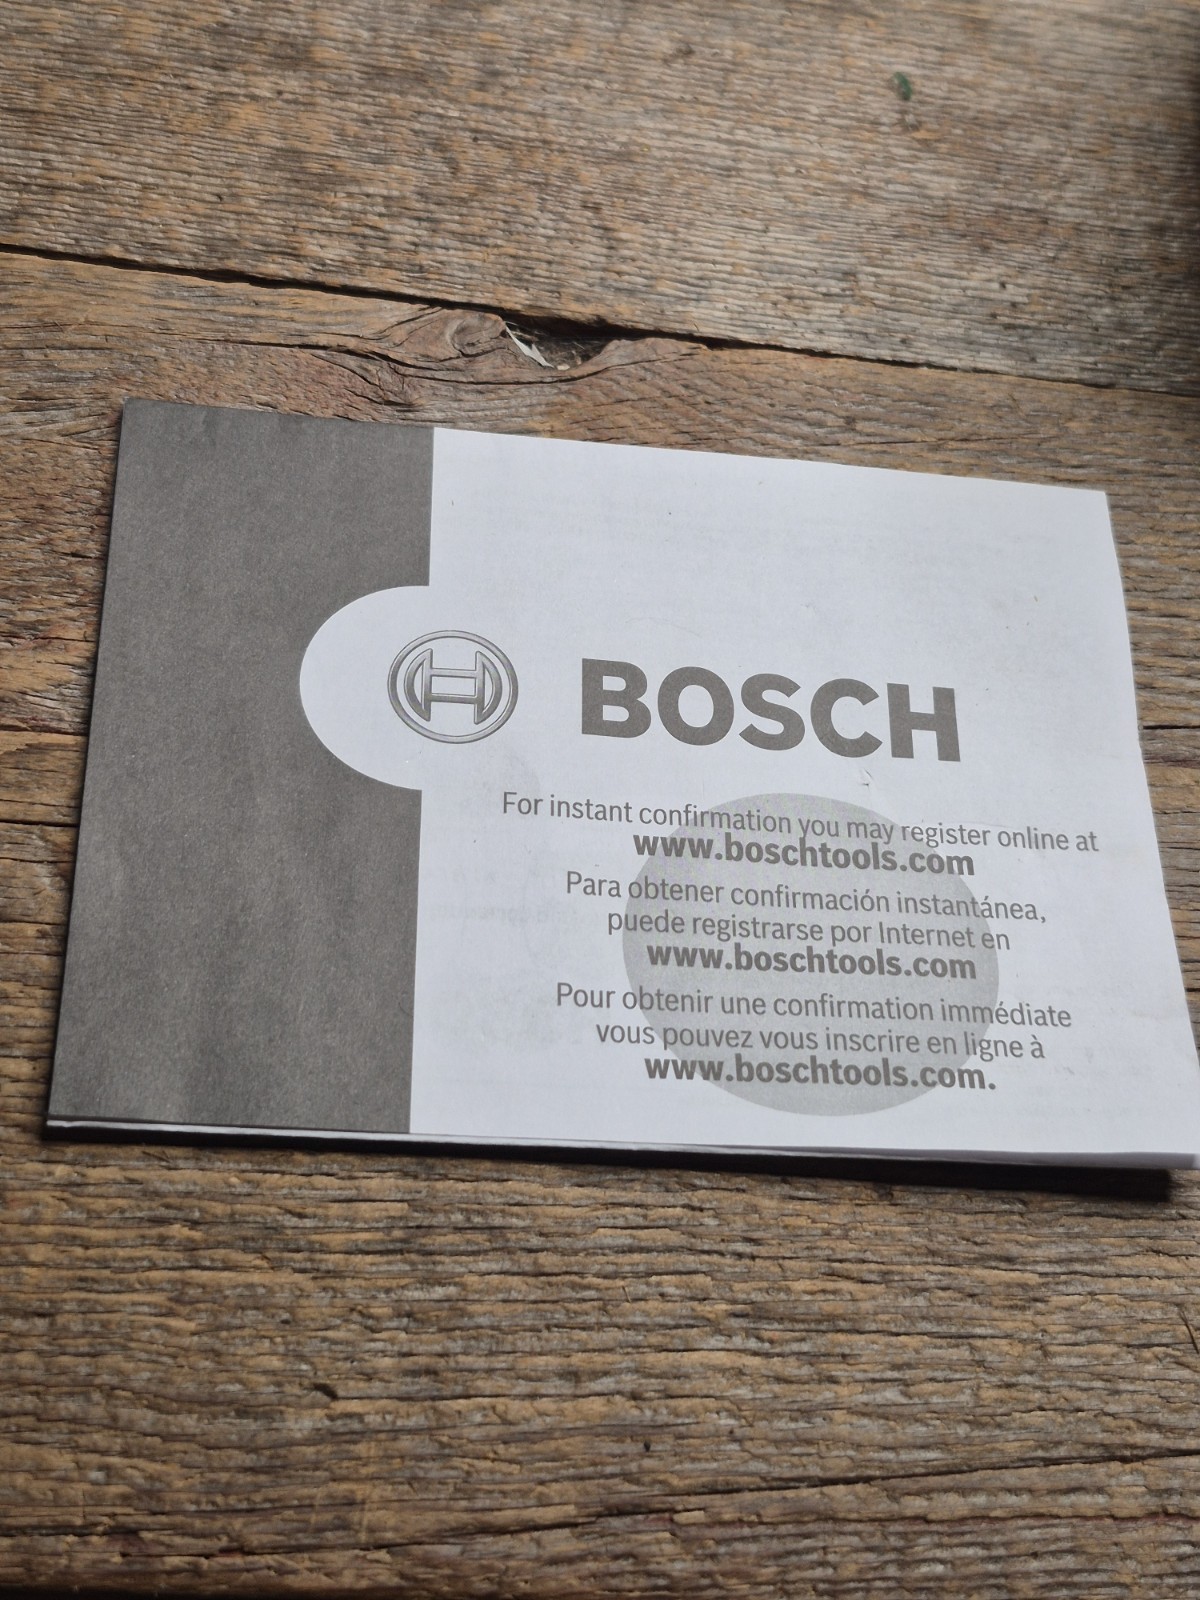 BOSCH
For instant confirmation you may register online at
www.boschtools.com
Para obtener confirmación instantánea,
puede registrarse por Internet en
www.boschtools.com
Pour obtenir une confirmation immédiate
vous pouvez vous inscrire en ligne à
www.boschtools.com.